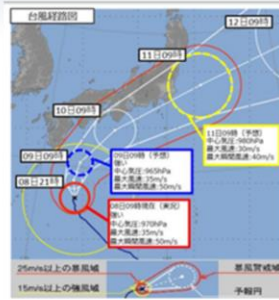 台風経路図
12日09時
11日09時
10日09時
09日09時
08日21時
11日09時(予想)
中心気圧:980hPa
最大風速:30m/s
最大瞬間風速:40m/s
09日09時(予想)
強い
中心気圧:965hPa
最大風速:35m/s
最大瞬間風速:50m/s
08日09時現在(実況)
強い
中心気圧:970hPa
最大風速:35m/s
最大瞬間風速:50m/s
25m/s以上の暴風域
15m/s以上の強風域
暴風警戒域
予報円